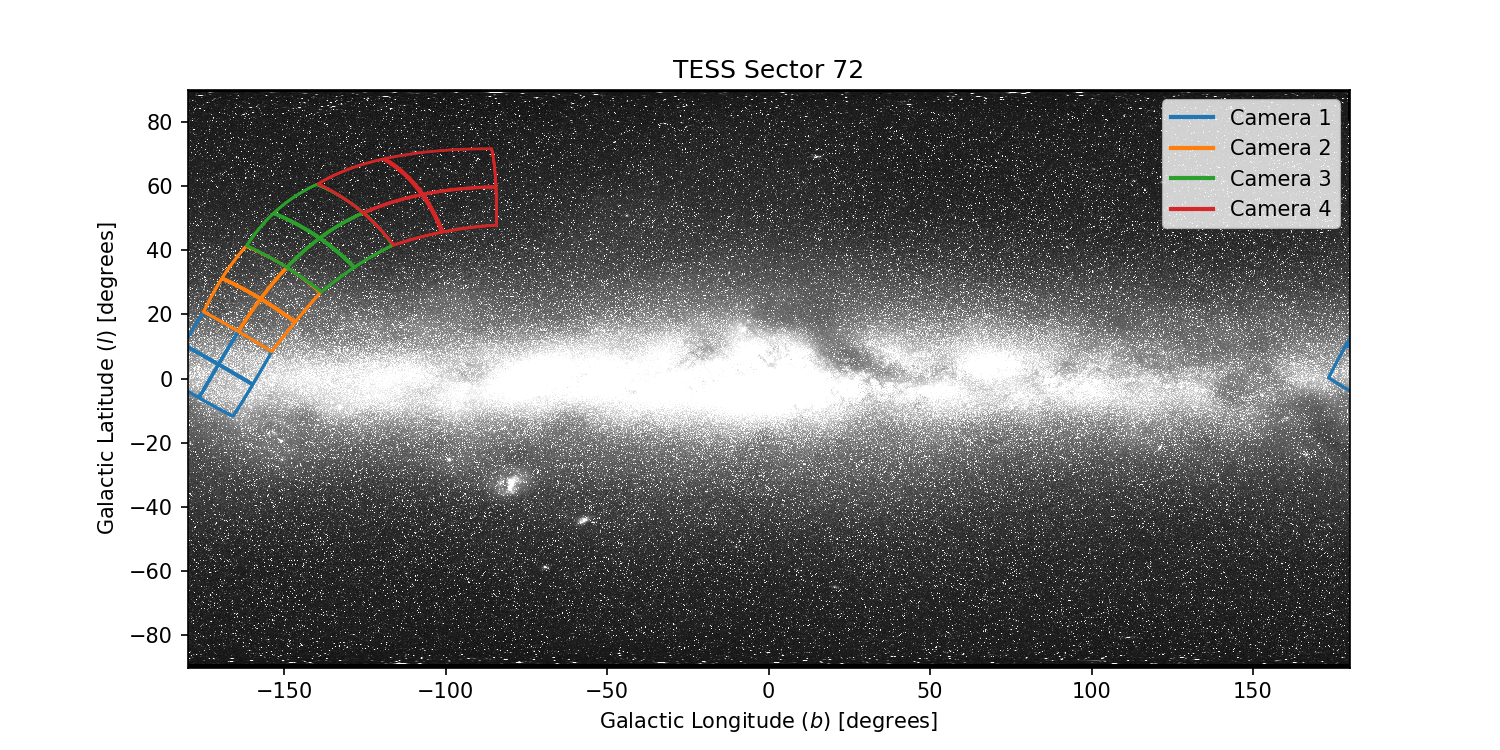 TESS Sector 72
Camera 1
Camera 2
Camera 3
Camera 4
Galactic Latitude (l) [degrees]
80
60
40
20
0
−20
−40
−60
−80
−150
−100
−50
0
50
100
150
Galactic Longitude (b) [degrees]